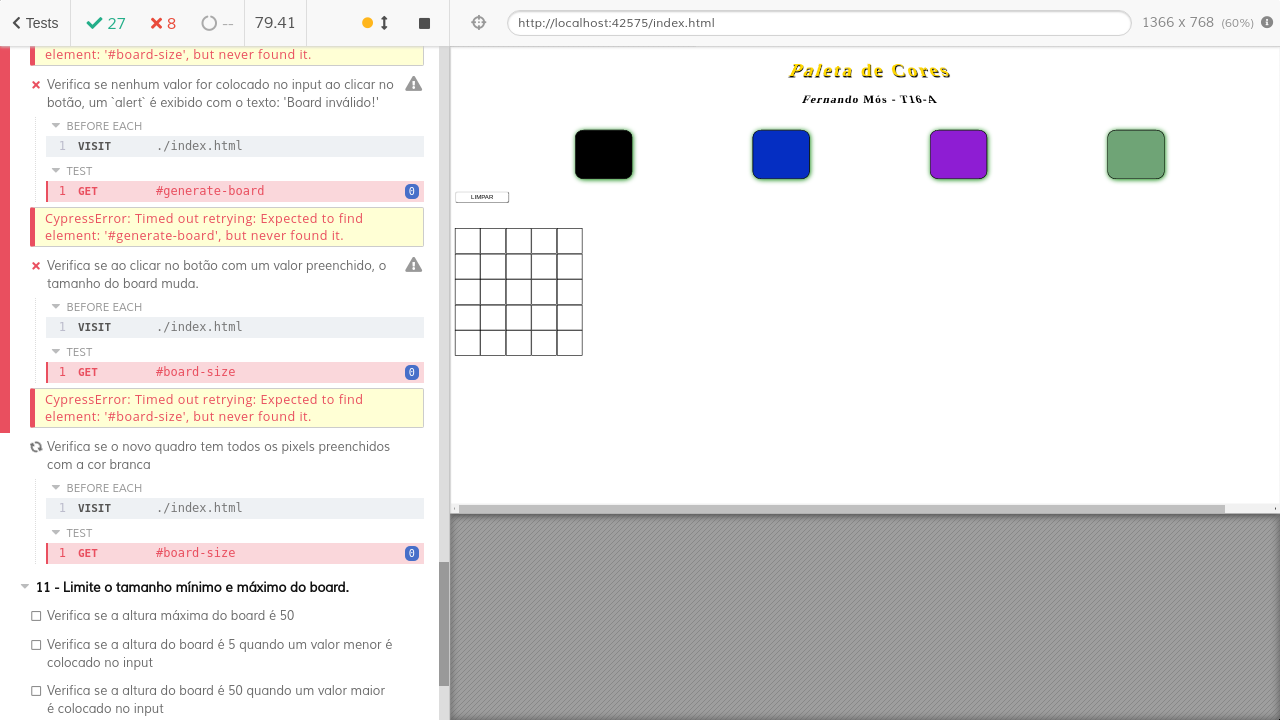 Tests
27
8
--
79.41
http://localhost:42575/index.html
1366 x 768 (60%)
element: '#board-size', but never found it.
Verifica se nenhum valor for colocado no input ao clicar no
botão, um `alert` é exibido com o texto: 'Board inválido!'
BEFORE EACH
1 VISIT ./index.html
TEST
1 GET #generate-board 0
CypressError: Timed out retrying: Expected to find
element: '#generate-board', but never found it.
Verifica se ao clicar no botão com um valor preenchido, o
tamanho do board muda.
BEFORE EACH
1 VISIT ./index.html
TEST
1 GET #board-size 0
CypressError: Timed out retrying: Expected to find
element: '#board-size', but never found it.
Verifica se o novo quadro tem todos os pixels preenchidos
com a cor branca
BEFORE EACH
1 VISIT ./index.html
TEST
1 GET #board-size 0
11 - Limite o tamanho mínimo e máximo do board.
Verifica se a altura máxima do board é 50
Verifica se a altura do board é 5 quando um valor menor é
colocado no input
Verifica se a altura do board é 50 quando um valor maior
é colocado no input
Paleta de Cores
Fernando Mós - T16-A
LIMPAR